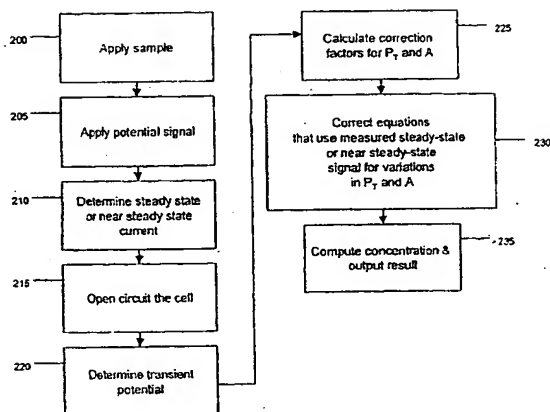 200
Apply sample
205
Apply potential signal
210
Determine steady state
or near steady state
current
215
Open circuit the cell
220
Determine transient
potential
225
Calculate correction
factors for PT and A
Correct equations
that use measured steady-state
or near steady-state
signal for variations
in PT and A
230
Compute concentration &
output result
235